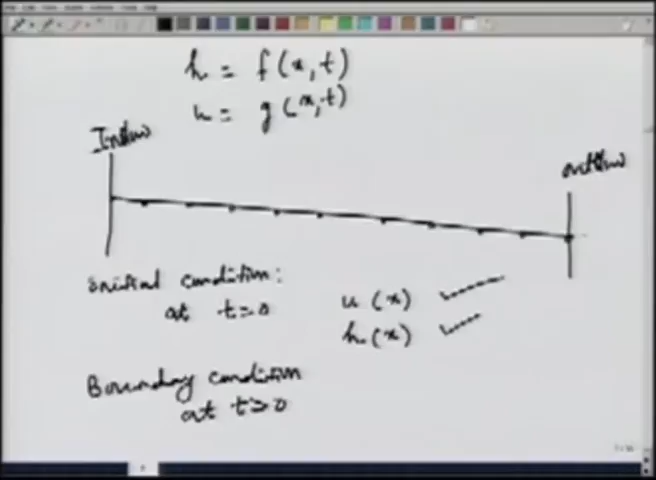 h = f(x,t)
u = g(x,t)
Inflow
outflow
Initial condition:
at t=0
u(x)
h(x)
Boundary condition
at t>0